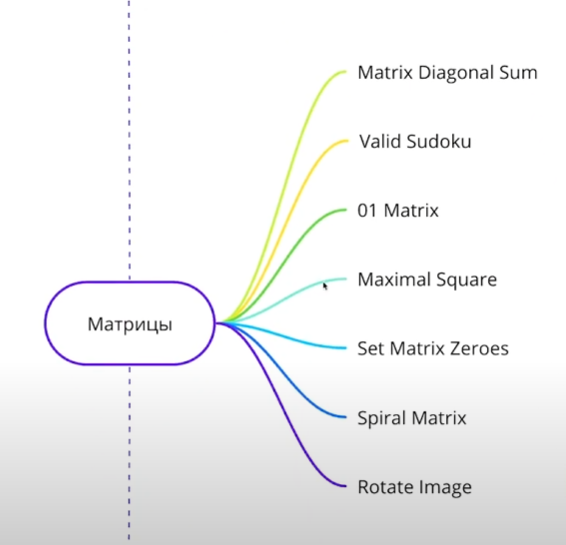 Matrix Diagonal Sum
Valid Sudoku
01 Matrix
Maximal Square
Матрицы
Set Matrix Zeroes
Spiral Matrix
Rotate Image